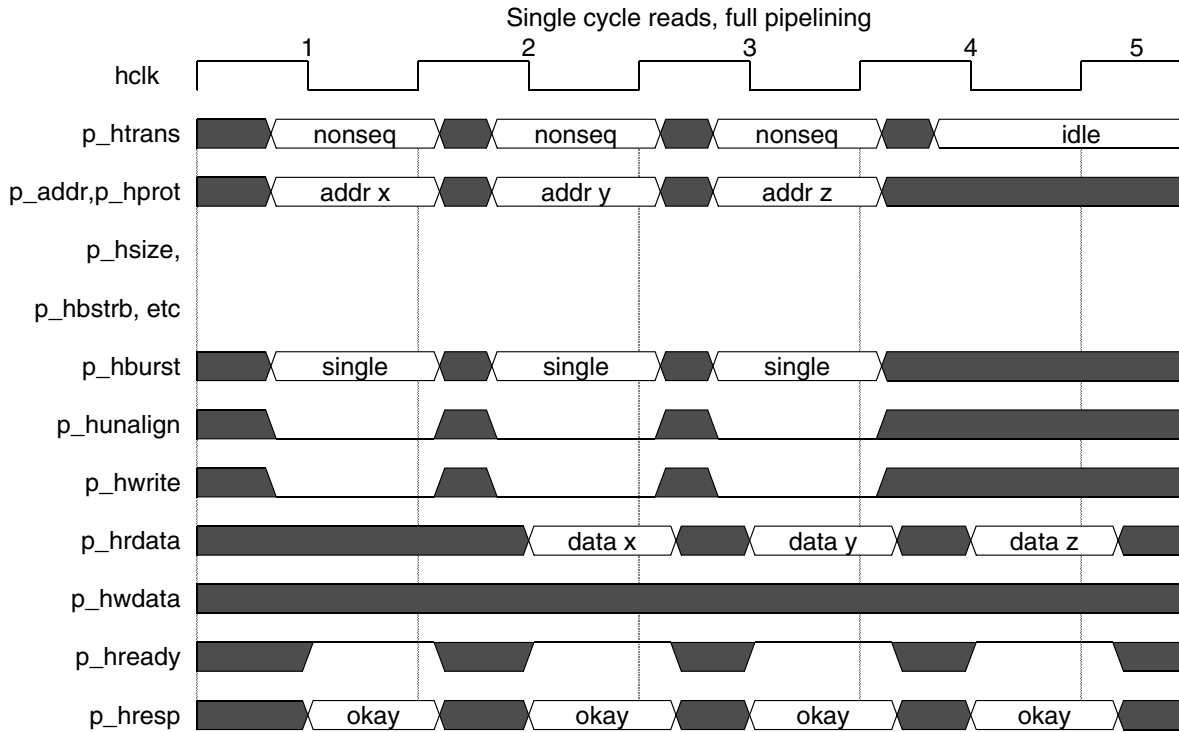 Single cycle reads, full pipelining
1 2 3 4 5
hclk
p_htrans nonseq nonseq nonseq idle
p_addr,p_hprot addr x addr y addr z
p_hsize,
p_hbstrb, etc
p_hburst single single single
p_hunalign
p_hwrite
p_hrdata data x data y data z
p_hwdata
p_hready
p_hresp okay okay okay okay